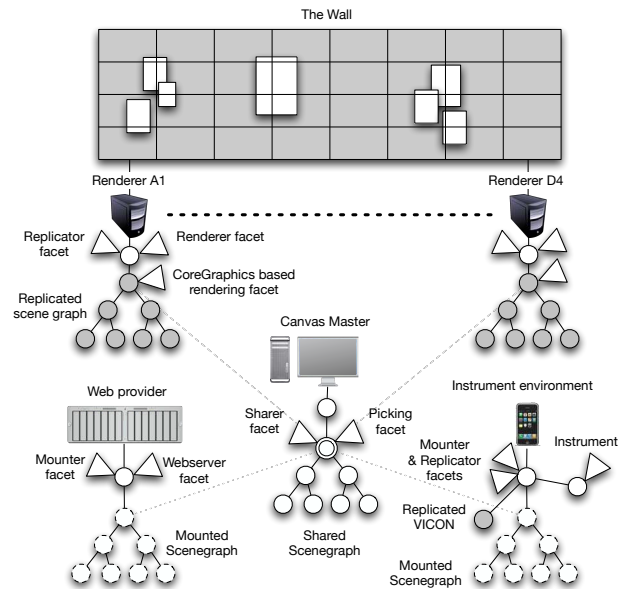 The Wall
Renderer A1
Renderer D4
Replicator
facet
Renderer facet
CoreGraphics based
rendering facet
Replicated
scene graph
Canvas Master
Web provider
Instrument environment
Sharer
facet
Picking
facet
Mounter
facet
Webserver
facet
Mounter
& Replicator
facets
Instrument
Replicated
VICON
Mounted
Scenegraph
Shared
Scenegraph
Mounted
Scenegraph